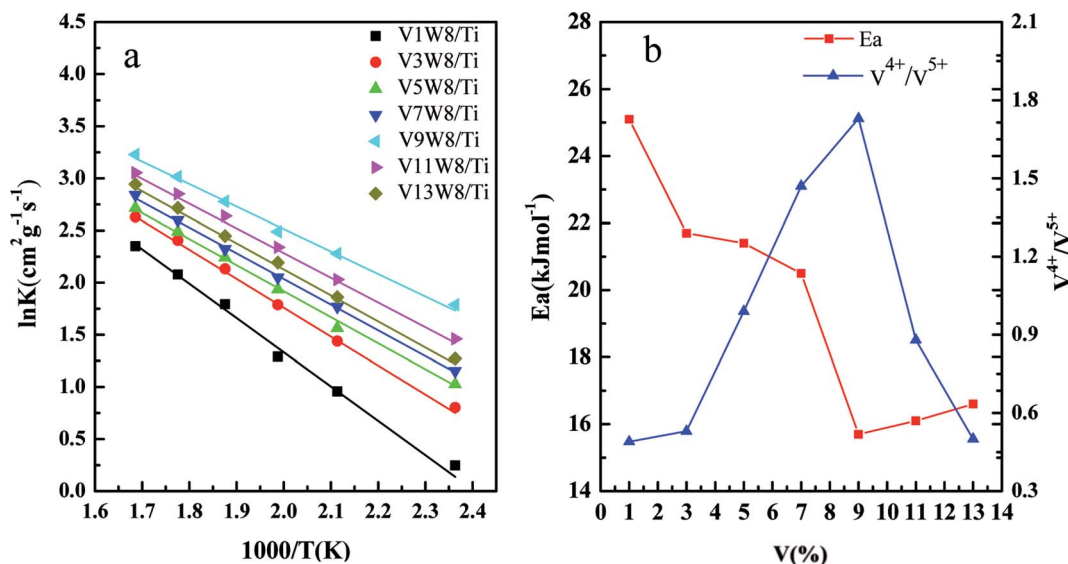 a
V1W8/Ti
V3W8/Ti
V5W8/Ti
V7W8/Ti
V9W8/Ti
V11W8/Ti
V13W8/Ti
4.5
4.0
3.5
3.0
2.5
2.0
1.5
1.0
0.5
0.0
lnK((cm²g⁻¹s⁻¹)
1.6 1.7 1.8 1.9 2.0 2.1 2.2 2.3 2.4
1000/T(K)
b
Ea
V⁴⁺/V⁵⁺
28
26
24
22
20
18
16
14
Ea(kJmol⁻¹)
2.1
1.8
1.5
1.2
0.9
0.6
0.3
V⁴⁺/V⁵⁺
0 1 2 3 4 5 6 7 8 9 10 11 12 13 14
V(%)